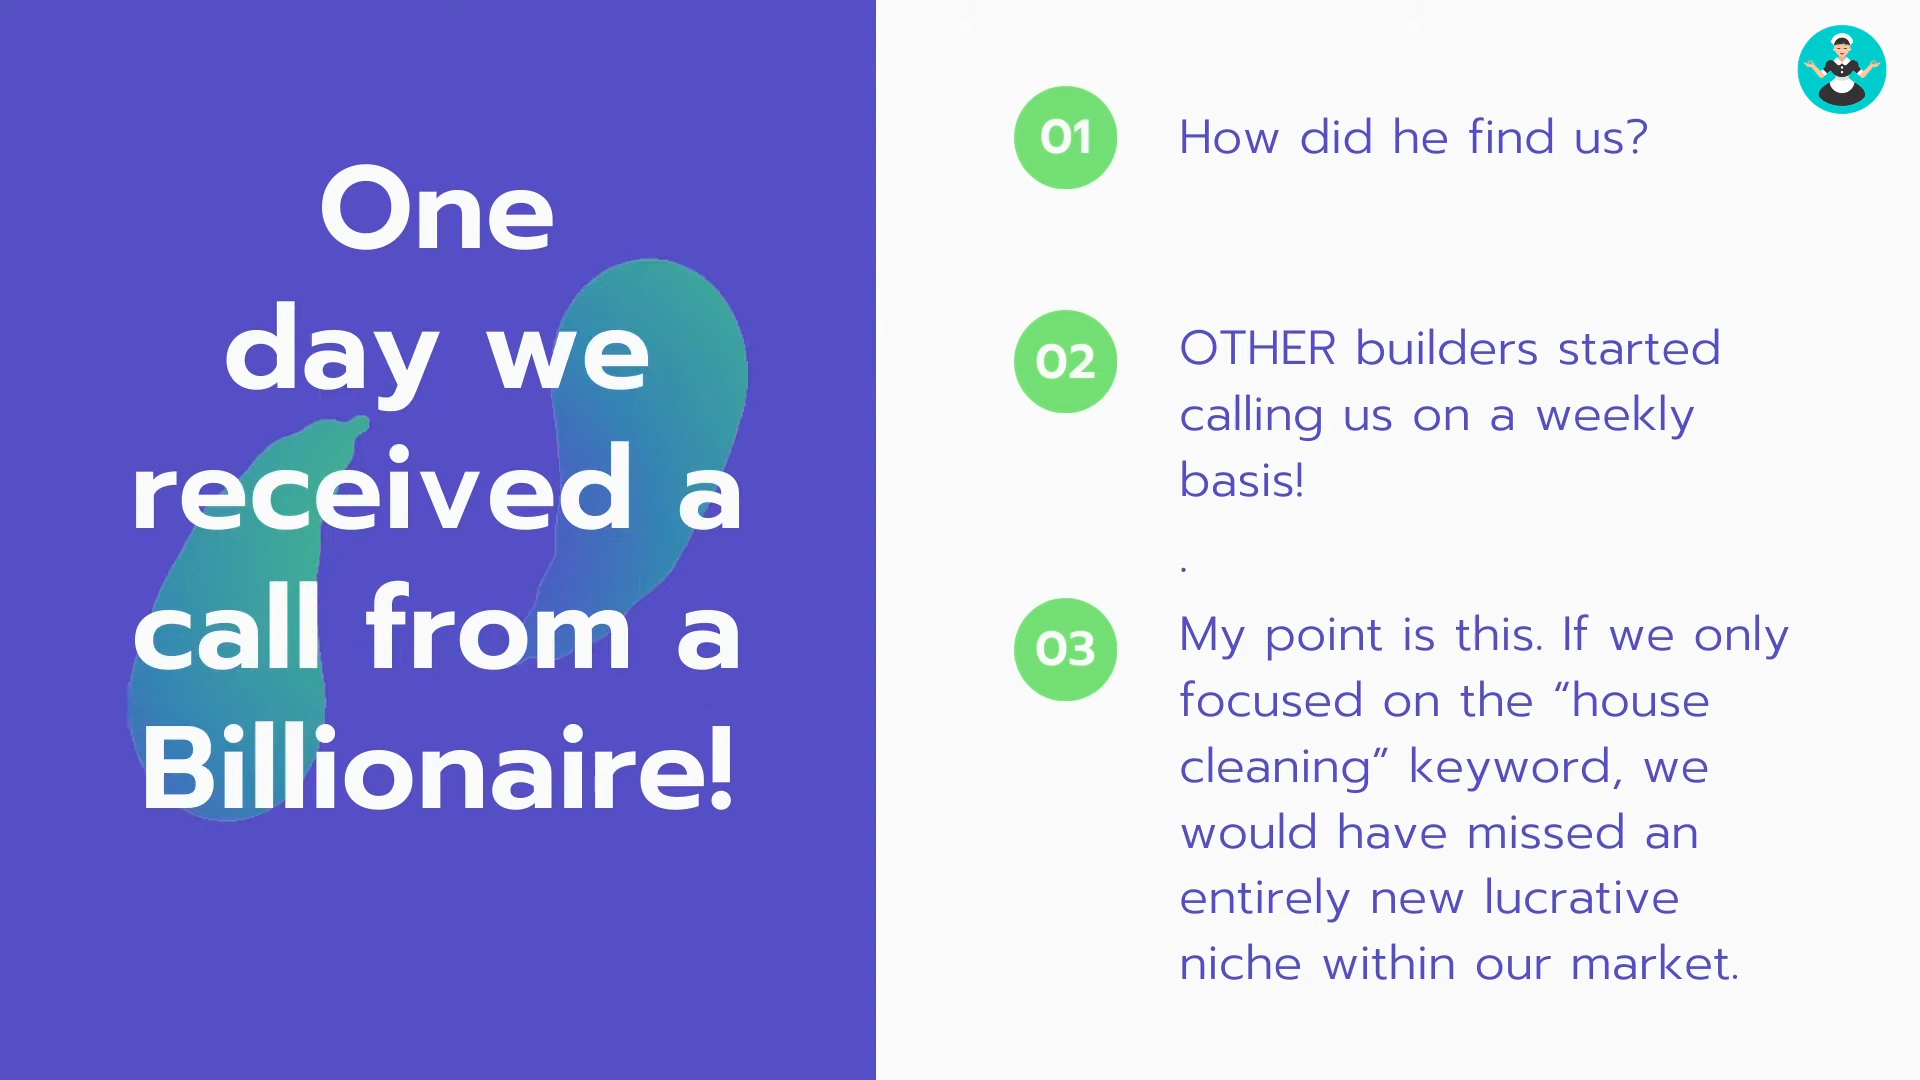 One
day we
received a
call from a
Billionaire!
01
How did he find us?
02
OTHER builders started
calling us on a weekly
basis!
.
03
My point is this. If we only
focused on the “house
cleaning” keyword, we
would have missed an
entirely new lucrative
niche within our market.